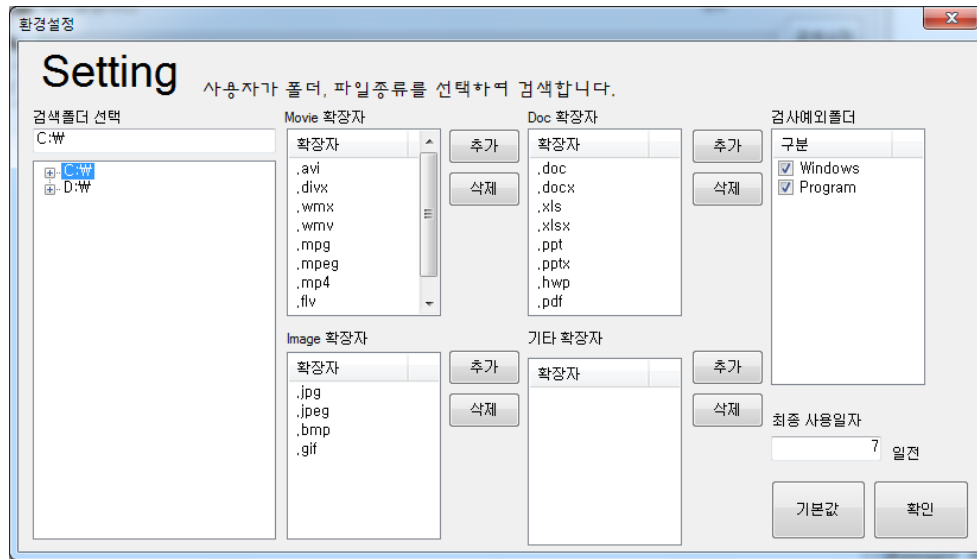 환경설정
Setting 사용자가 폴더, 파일종류를 선택하여 검색합니다.
검색폴더 선택
C:₩
C:₩
D:₩
Movie 확장자
확장자
.avi
.divx
.wmx
.wmv
.mpg
.mpeg
.mp4
.flv
추가
삭제
Doc 확장자
확장자
.doc
.docx
.xls
.xlsx
.ppt
.pptx
.hwp
.pdf
추가
삭제
검사예외폴더
구분
Windows
Program
Image 확장자
확장자
.jpg
.jpeg
.bmp
.gif
추가
삭제
기타 확장자
확장자
추가
삭제
최종 사용일자
7 일전
기본값
확인